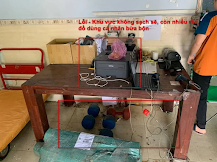 Lỗi - Khu vực không sạch sẽ, còn nhiều
đồ dùng cá nhân bừa bộn